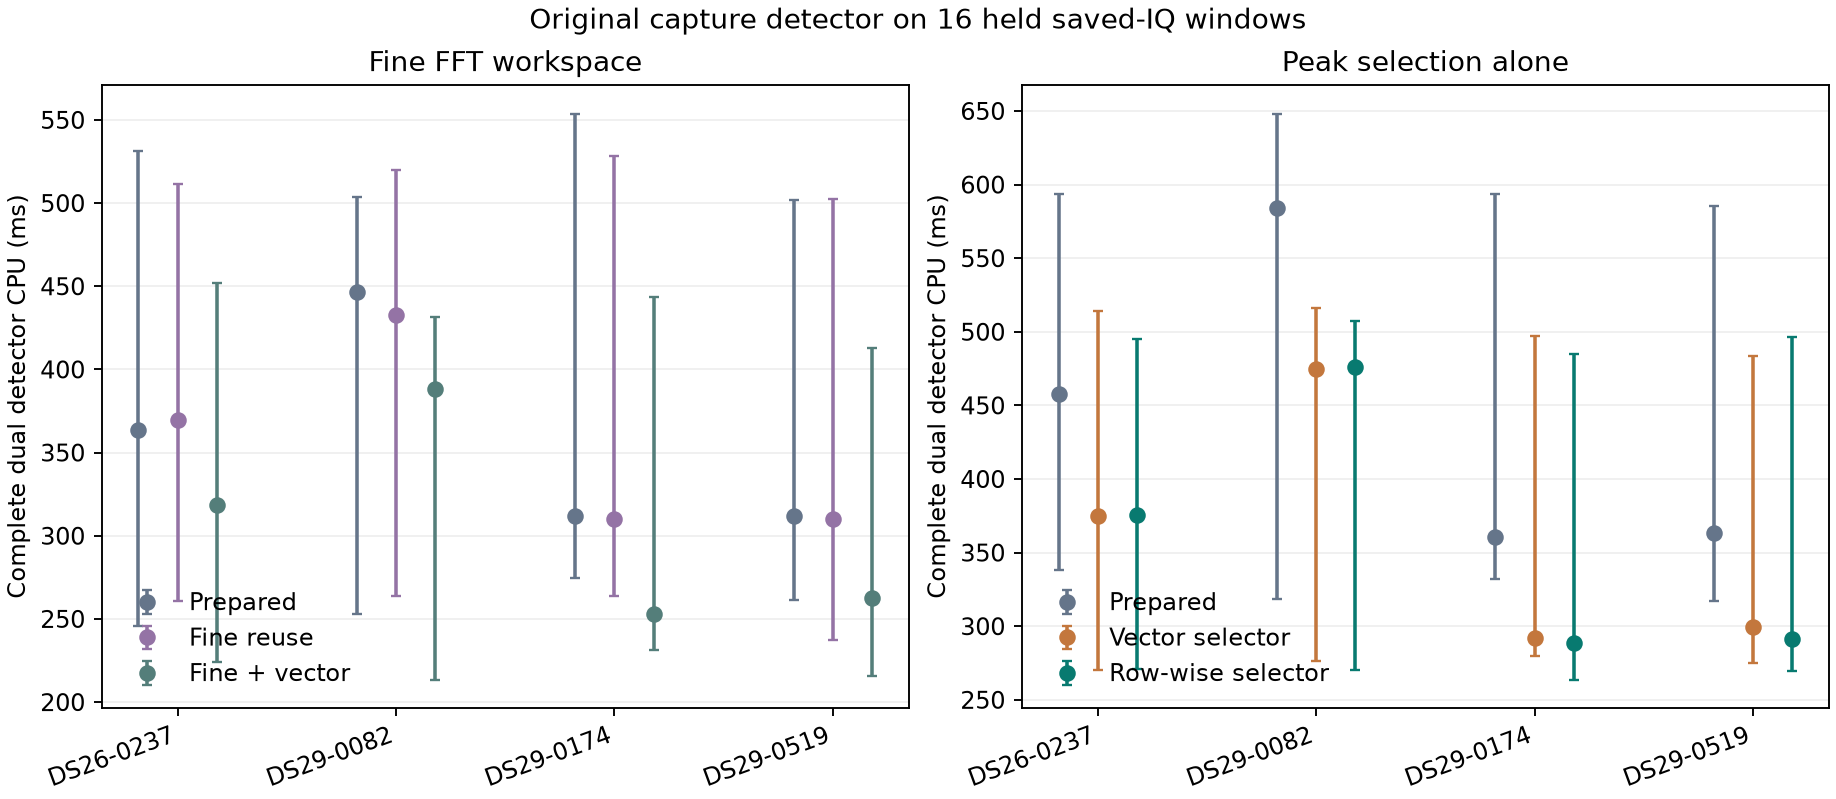 Original capture detector on 16 held saved-IQ windows
Fine FFT workspace
Complete dual detector CPU (ms)
550
500
450
400
350
300
250
200
Prepared
Fine reuse
Fine + vector
DS26-0237
DS29-0082
DS29-0174
DS29-0519
Peak selection alone
Complete dual detector CPU (ms)
650
600
550
500
450
400
350
300
250
Prepared
Vector selector
Row-wise selector
DS26-0237
DS29-0082
DS29-0174
DS29-0519